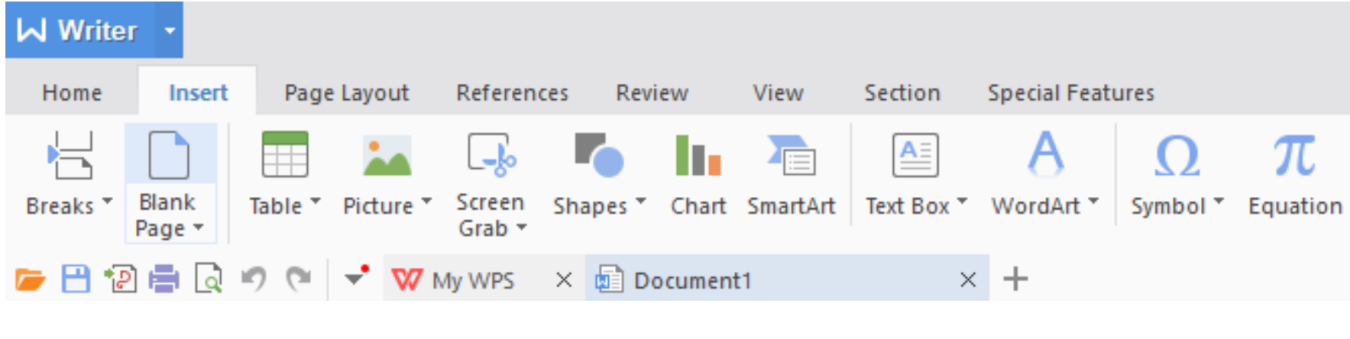 Writer
Home Insert Page Layout References Review View Section Special Features
Breaks Blank Page Table Picture Screen Grab Shapes Chart SmartArt Text Box WordArt Symbol Equation
My WPS Document1